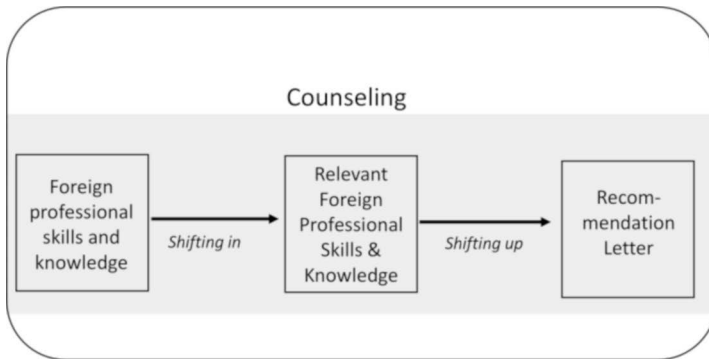 Counseling
Foreign
professional
skills and
knowledge
Shifting in
Relevant
Foreign
Professional
Skills &
Knowledge
Shifting up
Recom-
mendation
Letter